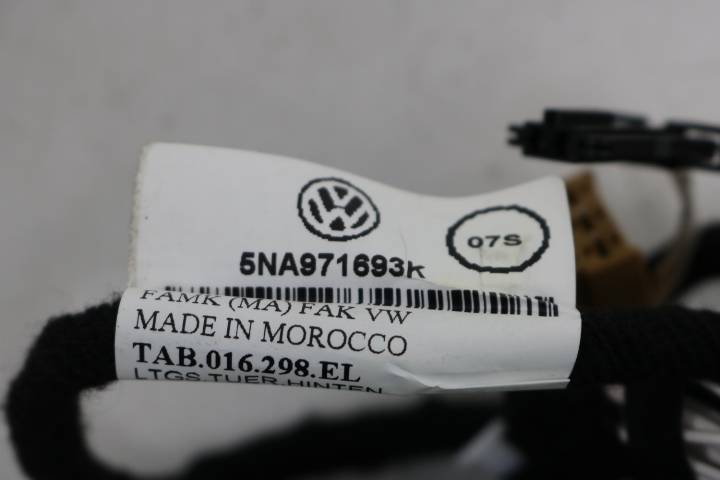 07S
5NA971693K
FAMK (MA) FAK VW
MADE IN MOROCCO
TAB.016.298.EL
LTGS.TUER.HINTEN